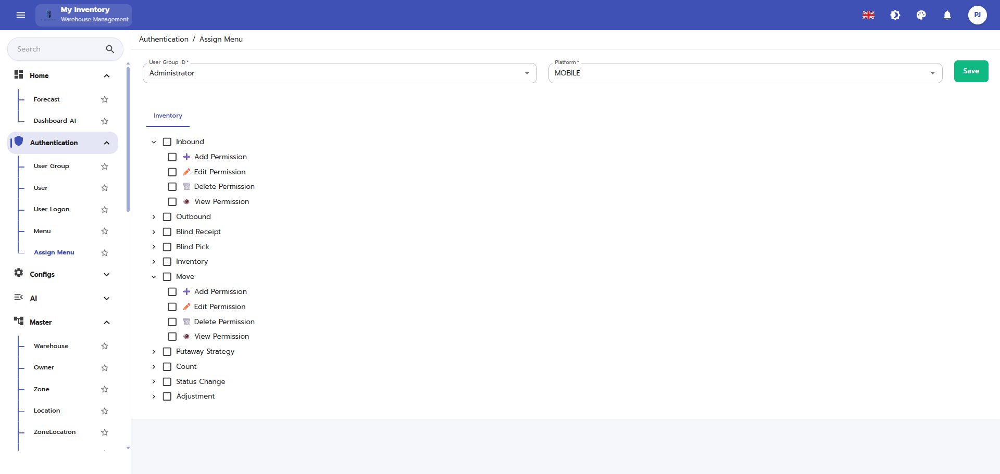 My Inventory
Warehouse Management
PJ
Search
Home
Forecast
Dashboard AI
Authentication
User Group
User
User Logon
Menu
Assign Menu
Configs
AI
Master
Warehouse
Owner
Zone
Location
ZoneLocation
Authentication / Assign Menu
User Group ID *
Administrator
Platform *
MOBILE
Save
Inventory
Inbound
Add Permission
Edit Permission
Delete Permission
View Permission
Outbound
Blind Receipt
Blind Pick
Inventory
Move
Add Permission
Edit Permission
Delete Permission
View Permission
Putaway Strategy
Count
Status Change
Adjustment